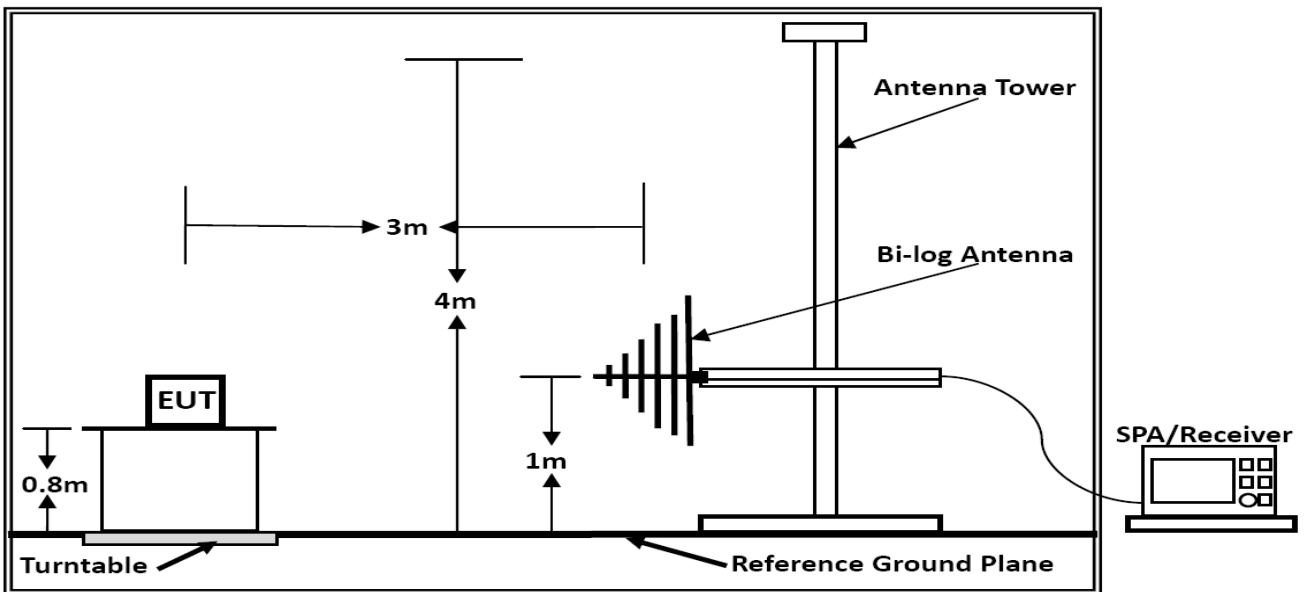 Antenna Tower
3m
Bi-log Antenna
4m
EUT
SPA/Receiver
1m
0.8m
Turntable
Reference Ground Plane